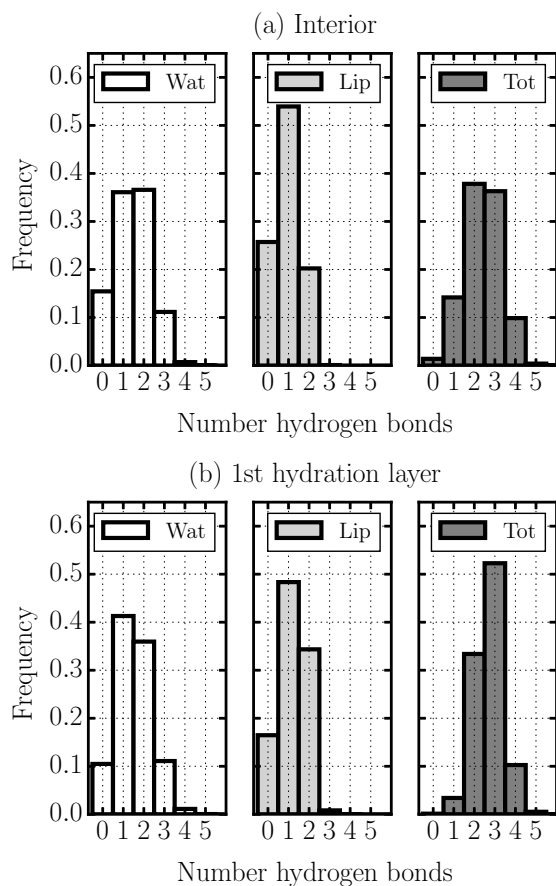 (a) Interior
Wat
Lip
Tot
0.6
0.5
0.4
0.3
0.2
0.1
0.0
Frequency
0 1 2 3 4 5
0 1 2 3 4 5
0 1 2 3 4 5
Number hydrogen bonds
(b) 1st hydration layer
Wat
Lip
Tot
0.6
0.5
0.4
0.3
0.2
0.1
0.0
Frequency
0 1 2 3 4 5
0 1 2 3 4 5
0 1 2 3 4 5
Number hydrogen bonds